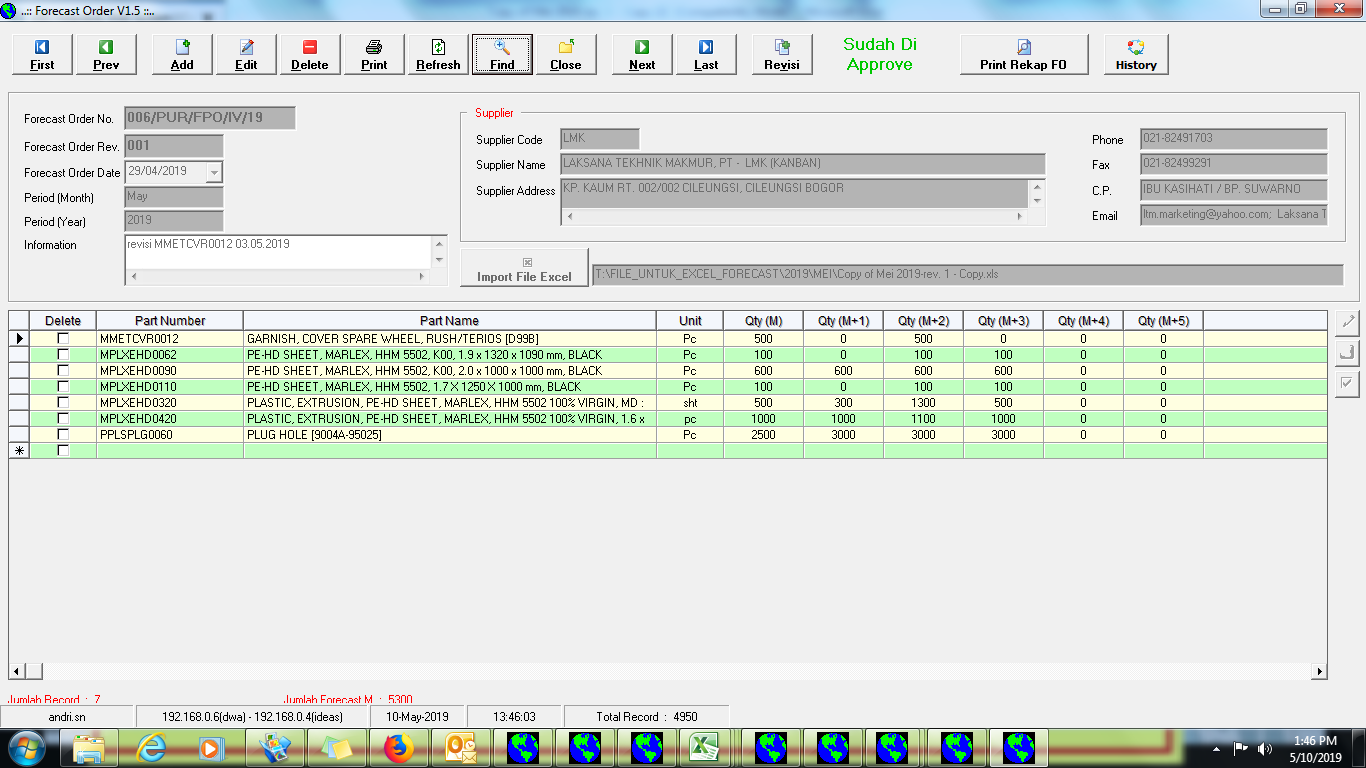 ..:: Forecast Order V1.5 ::..
First Prev Add Edit Delete Print Refresh Find Close Next Last Revisi Sudah Di Approve Print Rekap FO History
Forecast Order No. 006/PUR/FPO/IV/19
Forecast Order Rev. 001
Forecast Order Date 29/04/2019
Period (Month) May
Period (Year) 2019
Information revisi MMETCVR0012 03.05.2019
Supplier
Supplier Code LMK
Supplier Name LAKSANA TEKHNIK MAKMUR, PT - LMK (KANBAN)
Supplier Address KP. KAUM RT. 002/002 CILEUNGSI, CILEUNGSI BOGOR
Phone 021-82491703
Fax 021-82499291
C.P. IBU KASIHATI / BP. SUWARNO
Email ltm.marketing@yahoo.com; Laksana T
Import File Excel T:\FILE_UNTUK_EXCEL_FORECAST\2019\MEI\Copy of Mei 2019-rev. 1 - Copy.xls
Delete Part Number Part Name Unit Qty (M) Qty (M+1) Qty (M+2) Qty (M+3) Qty (M+4) Qty (M+5)
MMETCVR0012 GARNISH, COVER SPARE WHEEL, RUSH/TERIOS [D99B] Pc 500 0 500 0 0 0
MPLXEHD0062 PE-HD SHEET, MARLEX, HHM 5502, K00, 1.9 x 1320 x 1090 mm, BLACK Pc 100 0 100 100 0 0
MPLXEHD0090 PE-HD SHEET, MARLEX, HHM 5502, K00, 2.0 x 1000 x 1000 mm, BLACK Pc 600 600 600 600 0 0
MPLXEHD0110 PE-HD SHEET, MARLEX, HHM 5502, 1.7 X 1250 X 1000 mm, BLACK Pc 100 0 100 100 0 0
MPLXEHD0320 PLASTIC, EXTRUSION, PE-HD SHEET, MARLEX, HHM 5502 100% VIRGIN, MD : sht 500 300 1300 500 0 0
MPLXEHD0420 PLASTIC, EXTRUSION, PE-HD SHEET, MARLEX, HHM 5502 100% VIRGIN, 1.6 x pc 1000 1000 1100 1000 0 0
PPLSPLG0060 PLUG HOLE [9004A-95025] Pc 2500 3000 3000 3000 0 0
Jumlah Record : 7 Jumlah Forecast M : 5300
andri.sn 192.168.0.6(dwa) - 192.168.0.4(ideas) 10-May-2019 13:46:03 Total Record : 4950
1:46 PM
5/10/2019